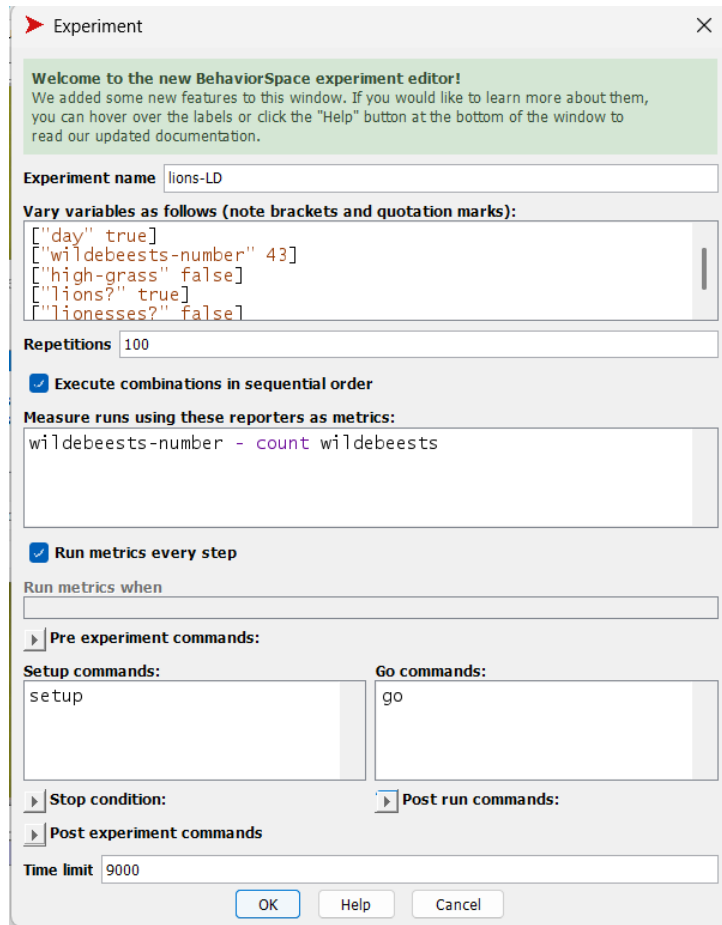 Experiment
Welcome to the new BehaviorSpace experiment editor!
We added some new features to this window. If you would like to learn more about them,
you can hover over the labels or click the "Help" button at the bottom of the window to
read our updated documentation.
Experiment name lions-LD
Vary variables as follows (note brackets and quotation marks):
["day" true]
["wildebeests-number" 43]
["high-grass" false]
["lions?" true]
["lionesses?" false]
Repetitions 100
Execute combinations in sequential order
Measure runs using these reporters as metrics:
wildebeests-number - count wildebeests
Run metrics every step
Run metrics when
Pre experiment commands:
Setup commands: Go commands:
setup go
Stop condition: Post run commands:
Post experiment commands
Time limit 9000
OK Help Cancel